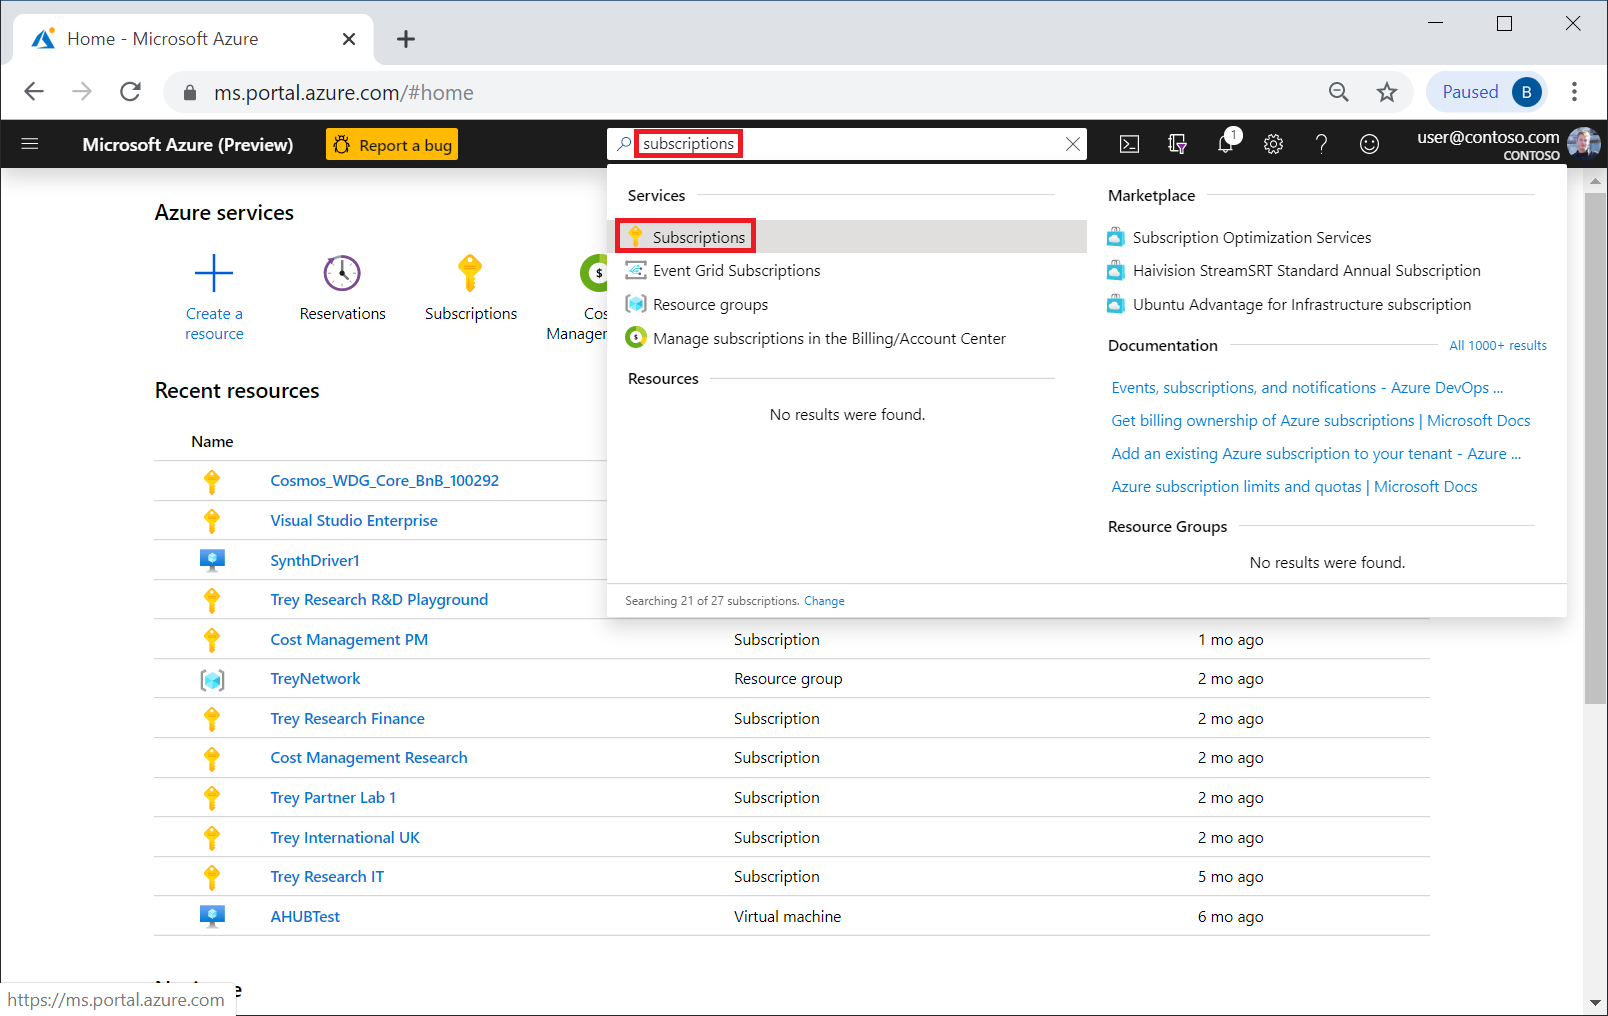 Home - Microsoft Azure
ms.portal.azure.com/#home
Paused
B
Microsoft Azure (Preview)
Report a bug
subscriptions
1
user@contoso.com
CONTOSO
Azure services
Create a resource
Reservations
Subscriptions
Services
Subscriptions
Event Grid Subscriptions
Resource groups
Manage subscriptions in the Billing/Account Center
Resources
No results were found.
Marketplace
Subscription Optimization Services
Haivision StreamSRT Standard Annual Subscription
Ubuntu Advantage for Infrastructure subscription
Documentation
All 1000+ results
Events, subscriptions, and notifications - Azure DevOps ...
Get billing ownership of Azure subscriptions | Microsoft Docs
Add an existing Azure subscription to your tenant - Azure ...
Azure subscription limits and quotas | Microsoft Docs
Resource Groups
No results were found.
Searching 21 of 27 subscriptions. Change
Recent resources
Name
Cosmos_WDG_Core_BnB_100292
Visual Studio Enterprise
SynthDriver1
Trey Research R&D Playground
Cost Management PM Subscription 1 mo ago
TreyNetwork Resource group 2 mo ago
Trey Research Finance Subscription 2 mo ago
Cost Management Research Subscription 2 mo ago
Trey Partner Lab 1 Subscription 2 mo ago
Trey International UK Subscription 2 mo ago
Trey Research IT Subscription 5 mo ago
AHUBTest Virtual machine 6 mo ago
https://ms.portal.azure.com